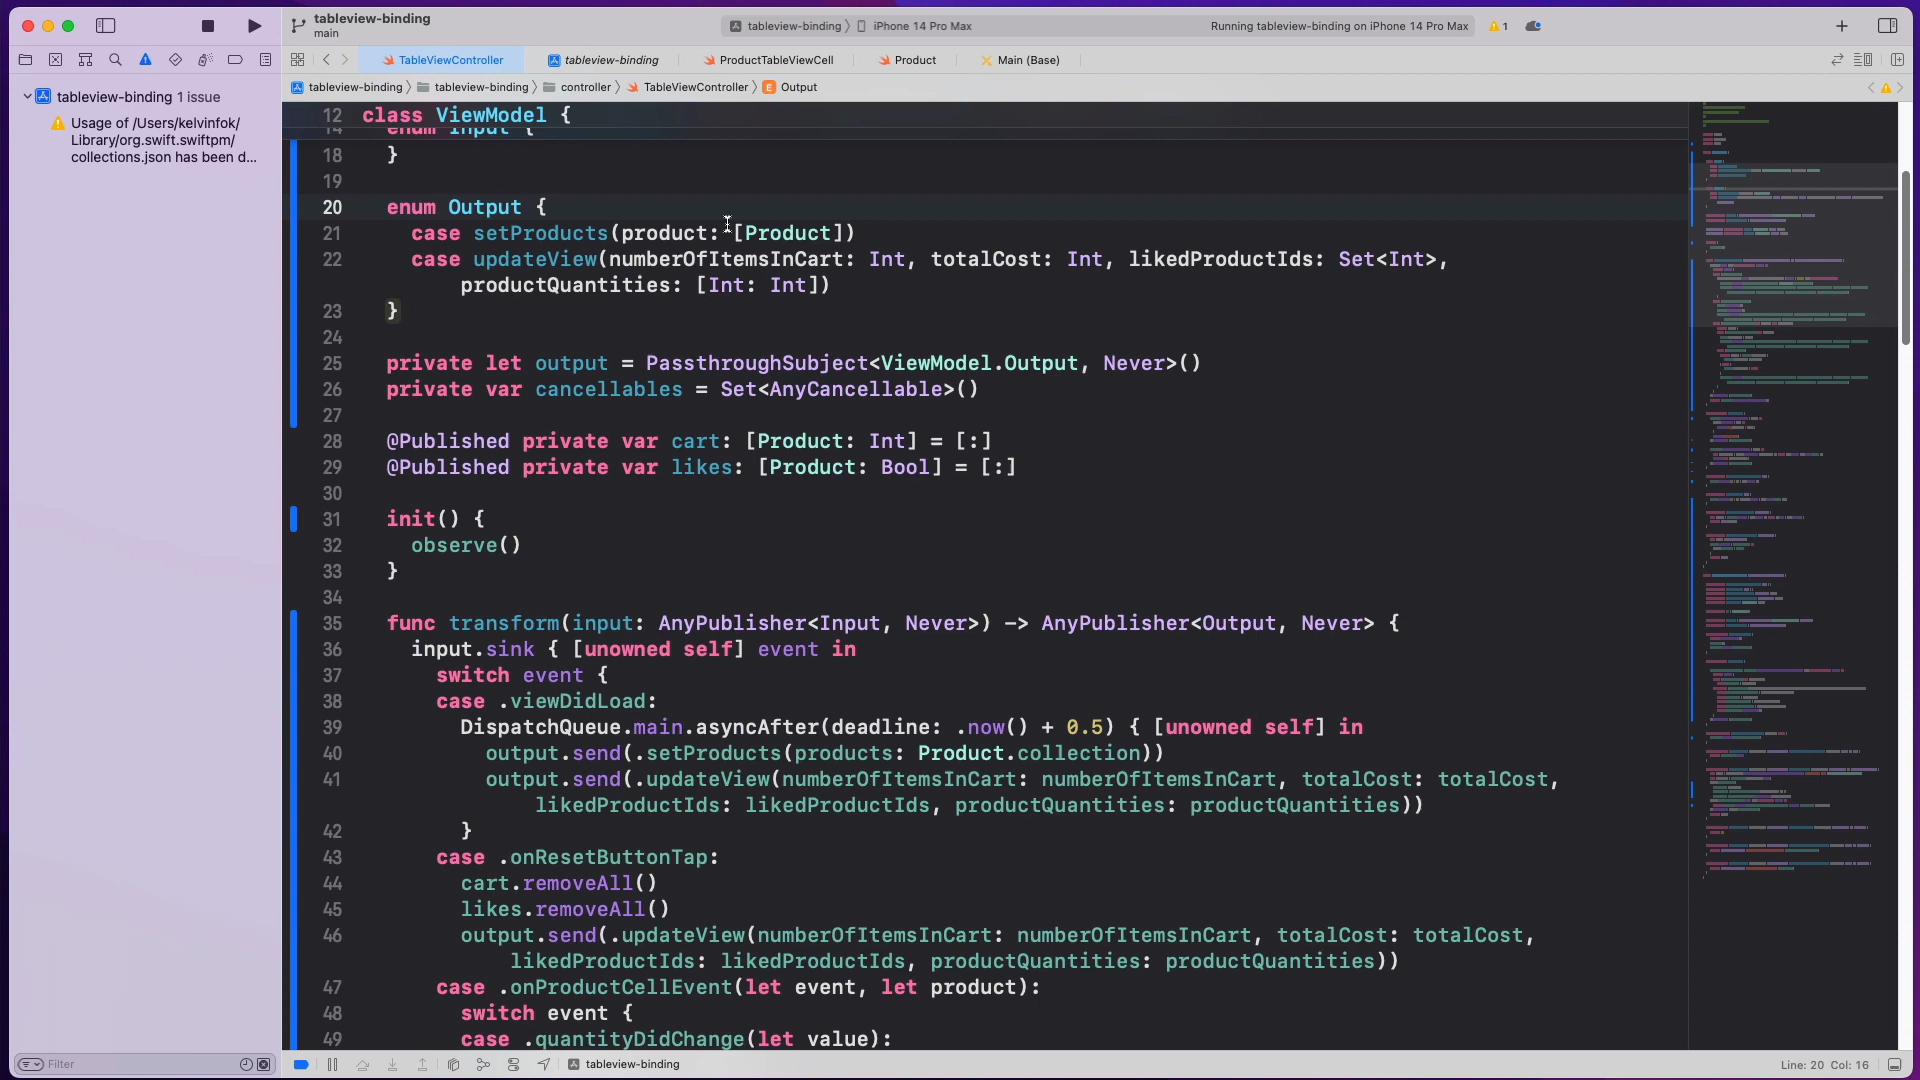 tableview-binding
main
tableview-binding 〉 iPhone 14 Pro Max
Running tableview-binding on iPhone 14 Pro Max
1
TableViewController
tableview-binding
ProductTableViewCell
Product
Main (Base)
tableview-binding 〉 tableview-binding 〉 controller 〉 TableViewController 〉 E Output
tableview-binding 1 issue
Usage of /Users/kelvinfok/
Library/org.swift.swiftpm/
collections.json has been d...
12 class ViewModel {
14 enum Input {
18 }
19
20 enum Output {
21 case setProducts(product: [Product])
22 case updateView(numberOfItemsInCart: Int, totalCost: Int, likedProductIds: Set<Int>,
productQuantities: [Int: Int])
23 }
24
25 private let output = PassthroughSubject<ViewModel.Output, Never>()
26 private var cancellables = Set<AnyCancellable>()
27
28 @Published private var cart: [Product: Int] = [:]
29 @Published private var likes: [Product: Bool] = [:]
30
31 init() {
32 observe()
33 }
34
35 func transform(input: AnyPublisher<Input, Never>) -> AnyPublisher<Output, Never> {
36 input.sink { [unowned self] event in
37 switch event {
38 case .viewDidLoad:
39 DispatchQueue.main.asyncAfter(deadline: .now() + 0.5) { [unowned self] in
40 output.send(.setProducts(products: Product.collection))
41 output.send(.updateView(numberOfItemsInCart: numberOfItemsInCart, totalCost: totalCost,
likedProductIds: likedProductIds, productQuantities: productQuantities))
42 }
43 case .onResetButtonTap:
44 cart.removeAll()
45 likes.removeAll()
46 output.send(.updateView(numberOfItemsInCart: numberOfItemsInCart, totalCost: totalCost,
likedProductIds: likedProductIds, productQuantities: productQuantities))
47 case .onProductCellEvent(let event, let product):
48 switch event {
49 case .quantityDidChange(let value):
Filter
tableview-binding
Line: 20 Col: 16